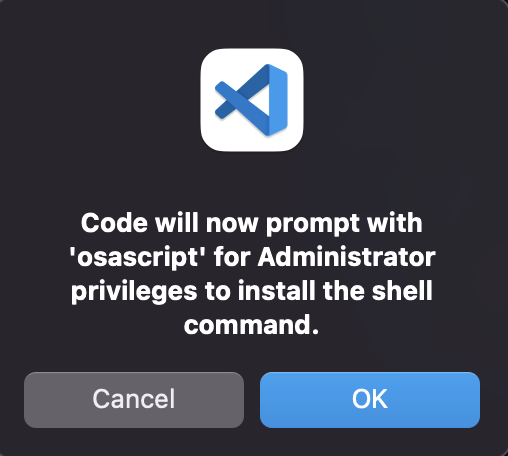 Code will now prompt with
'osascript' for Administrator
privileges to install the shell
command.
Cancel
OK